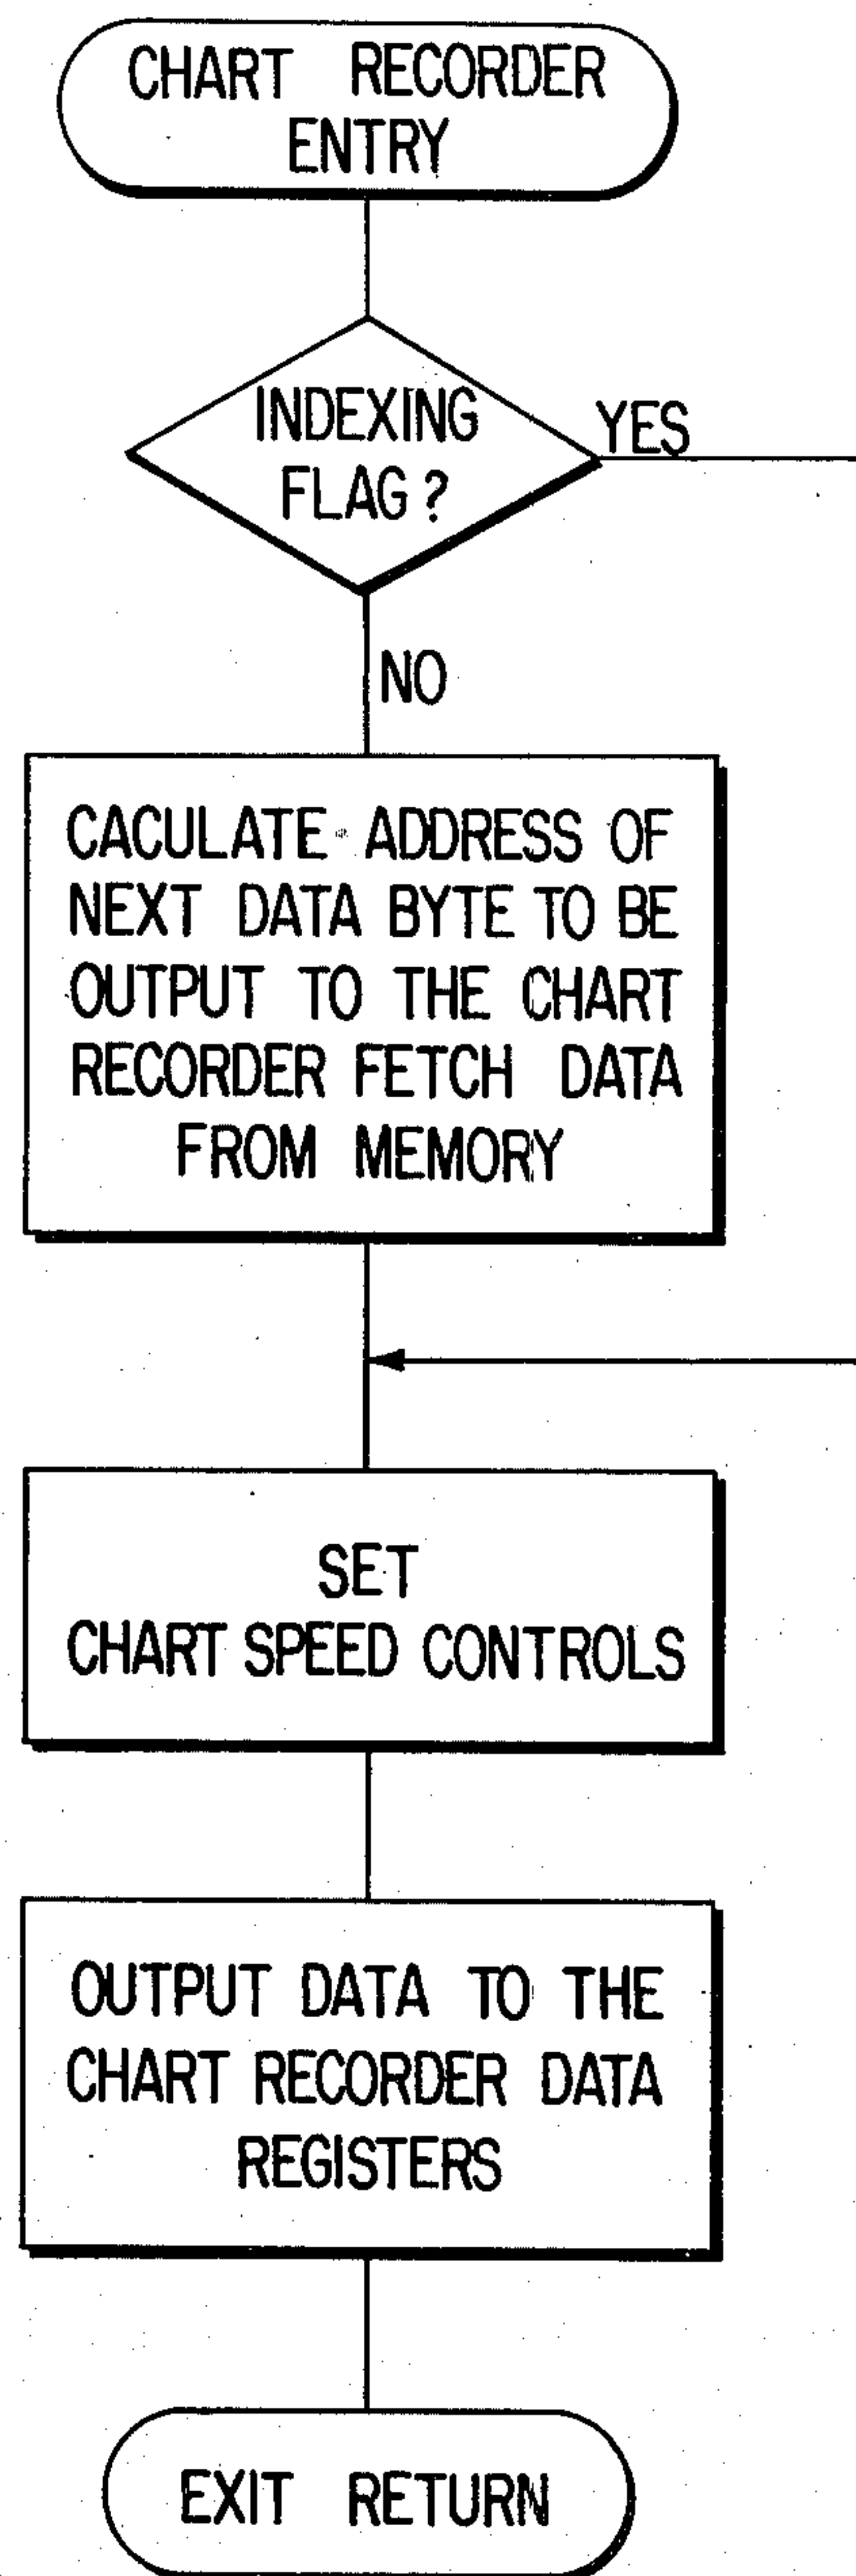 CHART RECORDER
ENTRY
INDEXING
FLAG?
YES
NO
CACULATE ADDRESS OF
NEXT DATA BYTE TO BE
OUTPUT TO THE CHART
RECORDER FETCH DATA
FROM MEMORY
SET
CHART SPEED CONTROLS
OUTPUT DATA TO THE
CHART RECORDER DATA
REGISTERS
EXIT RETURN